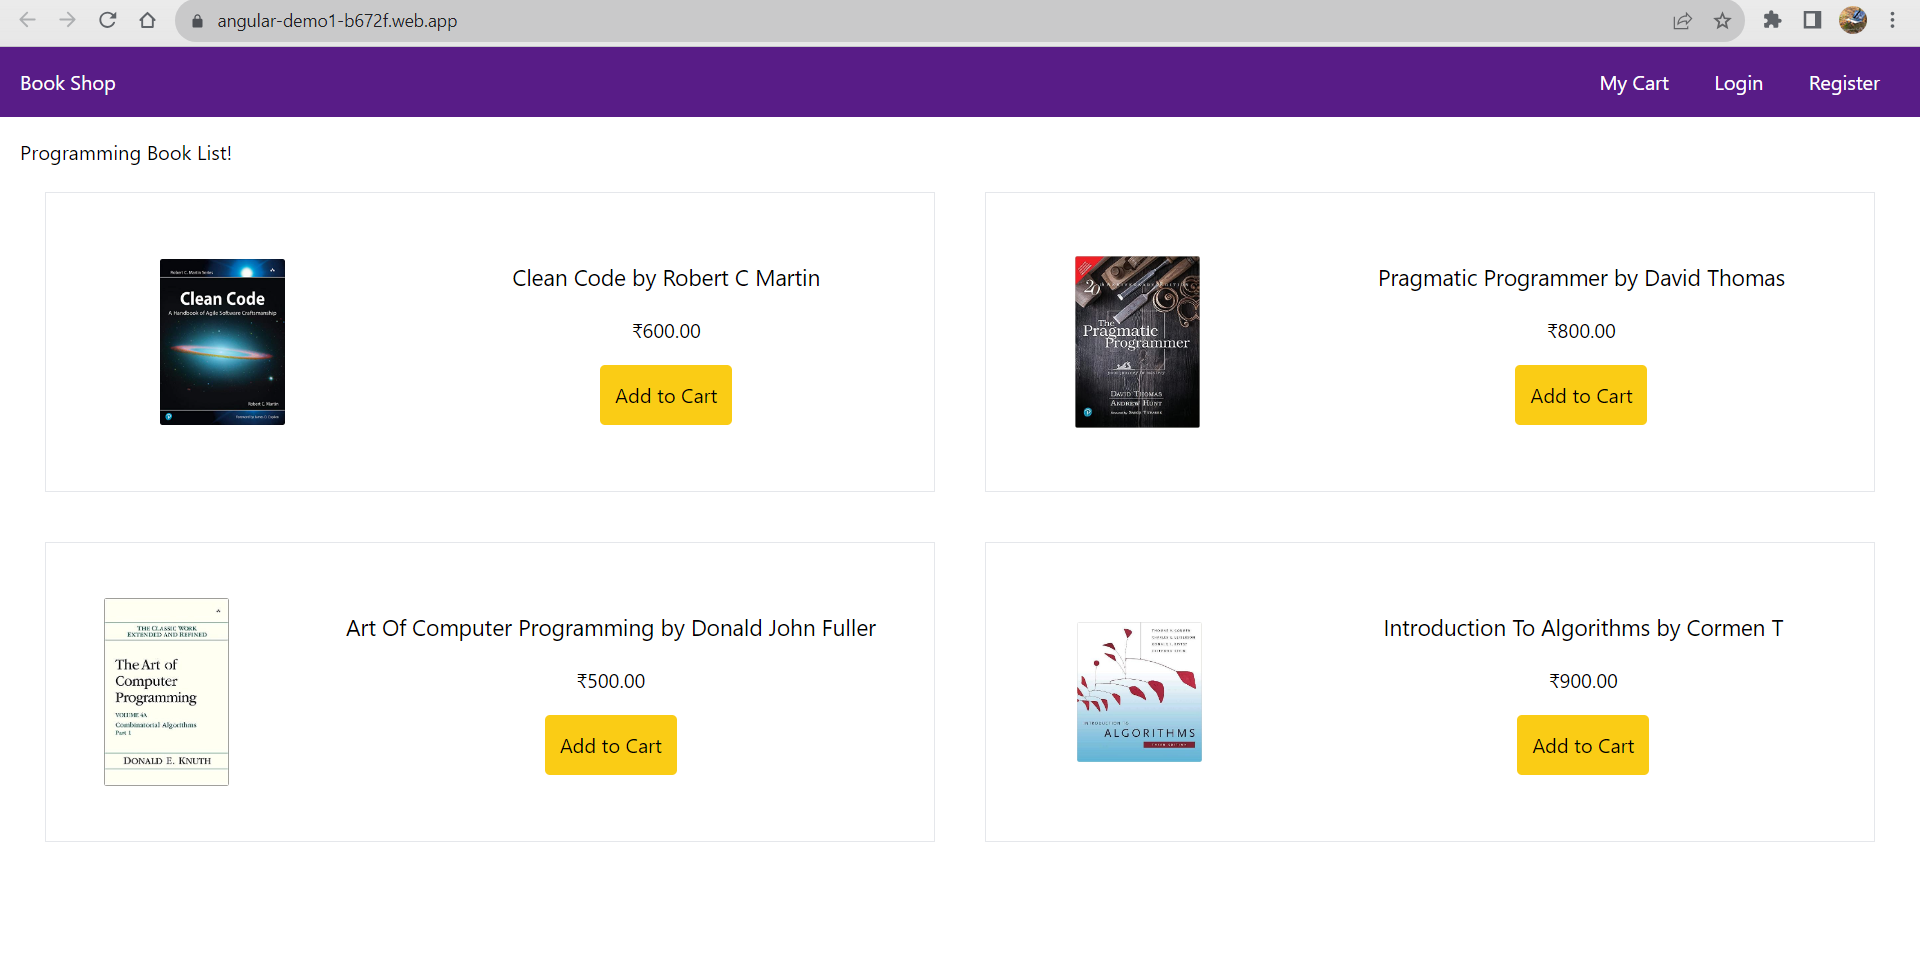 angular-demo1-b672f.web.app
Book Shop
My Cart
Login
Register
Programming Book List!
Robert C. Martin Series
Clean Code
A Handbook of Agile Software Craftsmanship
Robert C. Martin
Clean Code by Robert C Martin
₹600.00
Add to Cart
The
Pragmatic
Programmer
DAVID THOMAS
ANDREW HUNT
Pragmatic Programmer by David Thomas
₹800.00
Add to Cart
THE CLASSIC WORK
EXTENDED AND REFINED
The Art of
Computer
Programming
VOLUME 4A
Combinatorial Algorithms
Part 1
DONALD E. KNUTH
Art Of Computer Programming by Donald John Fuller
₹500.00
Add to Cart
INTRODUCTION TO
ALGORITHMS
THIRD EDITION
Introduction To Algorithms by Cormen T
₹900.00
Add to Cart